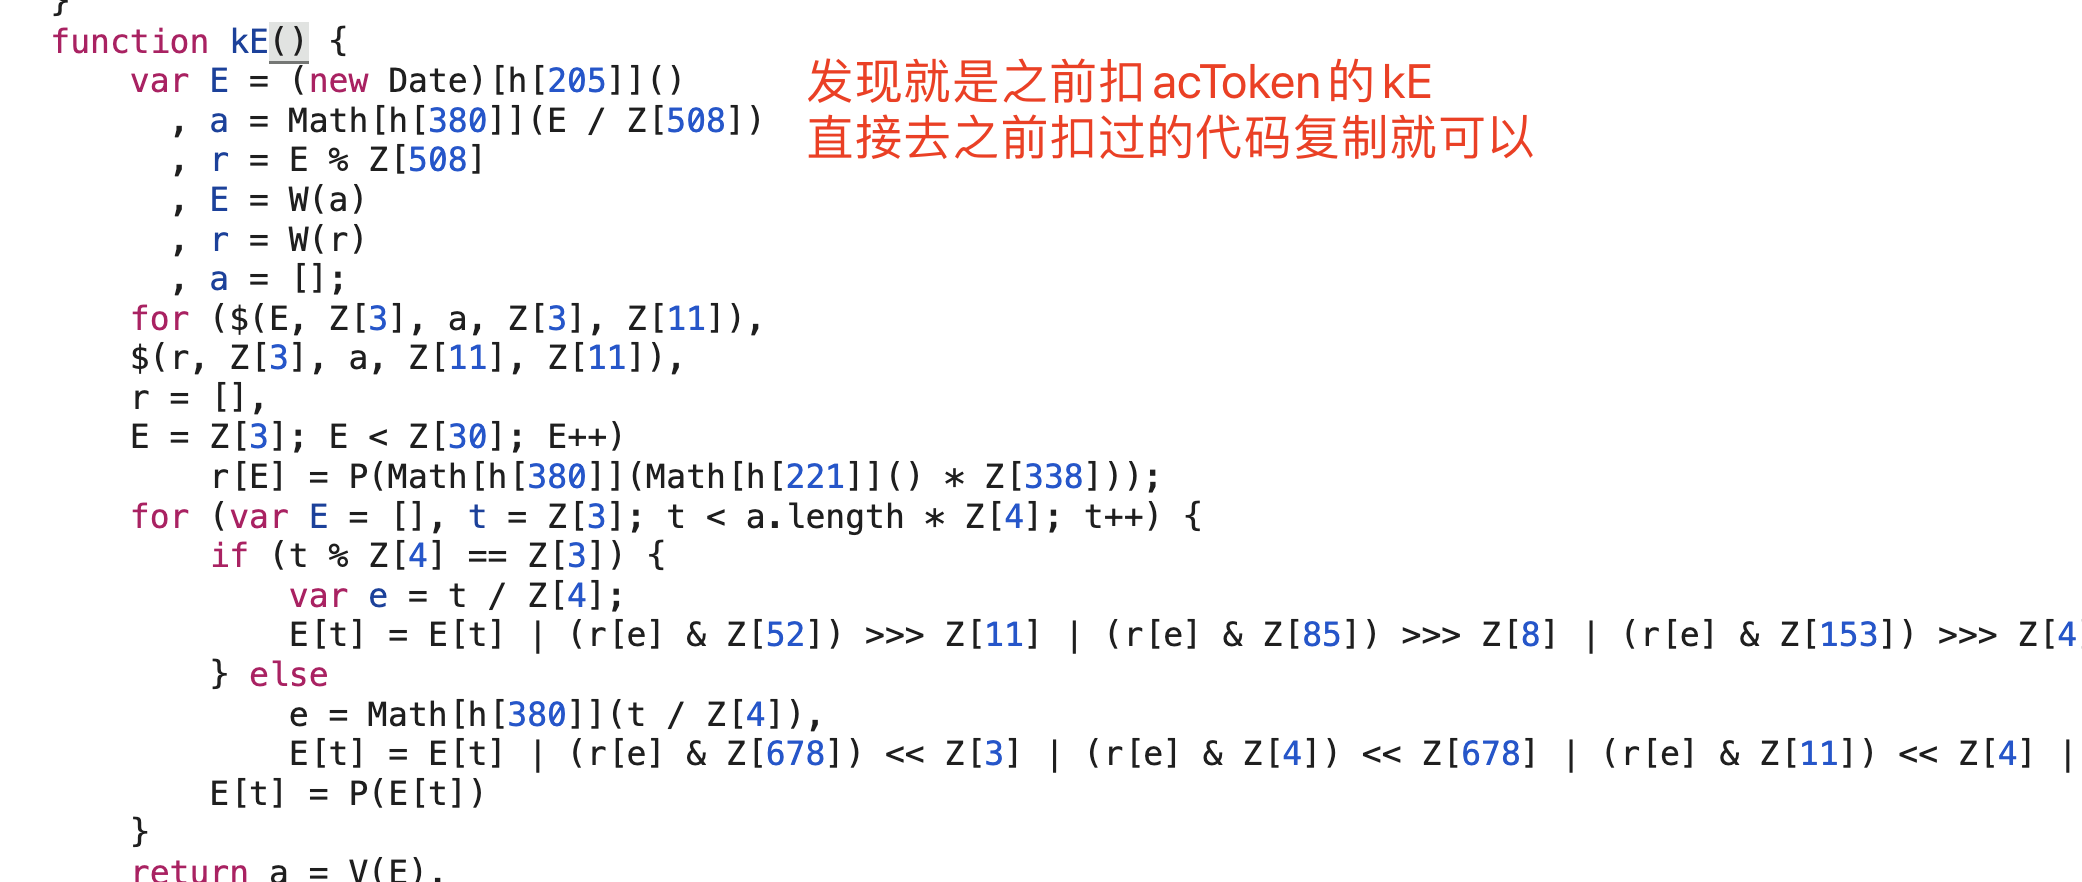 }
function kE() {
var E = (new Date)[h[205]]()
, a = Math[h[380]](E / Z[508])
, r = E % Z[508]
, E = W(a)
, r = W(r)
, a = [];
for ($(E, Z[3], a, Z[3], Z[11]),
$(r, Z[3], a, Z[11], Z[11]),
r = [],
E = Z[3]; E < Z[30]; E++)
r[E] = P(Math[h[380]](Math[h[221]]() * Z[338]));
for (var E = [], t = Z[3]; t < a.length * Z[4]; t++) {
if (t % Z[4] == Z[3]) {
var e = t / Z[4];
E[t] = E[t] | (r[e] & Z[52]) >>> Z[11] | (r[e] & Z[85]) >>> Z[8] | (r[e] & Z[153]) >>> Z[4
} else
e = Math[h[380]](t / Z[4]),
E[t] = E[t] | (r[e] & Z[678]) << Z[3] | (r[e] & Z[4]) << Z[678] | (r[e] & Z[11]) << Z[4] |
E[t] = P(E[t])
}
return a = V(E),
发现就是之前扣acToken的kE
直接去之前扣过的代码复制就可以